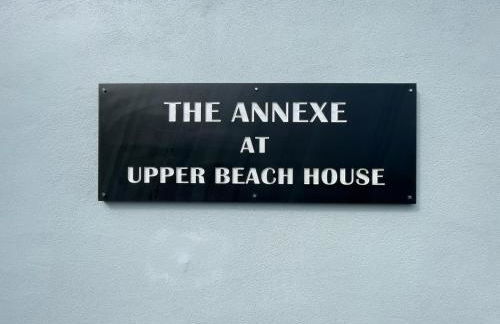 THE ANNEXE
AT
UPPER BEACH HOUSE